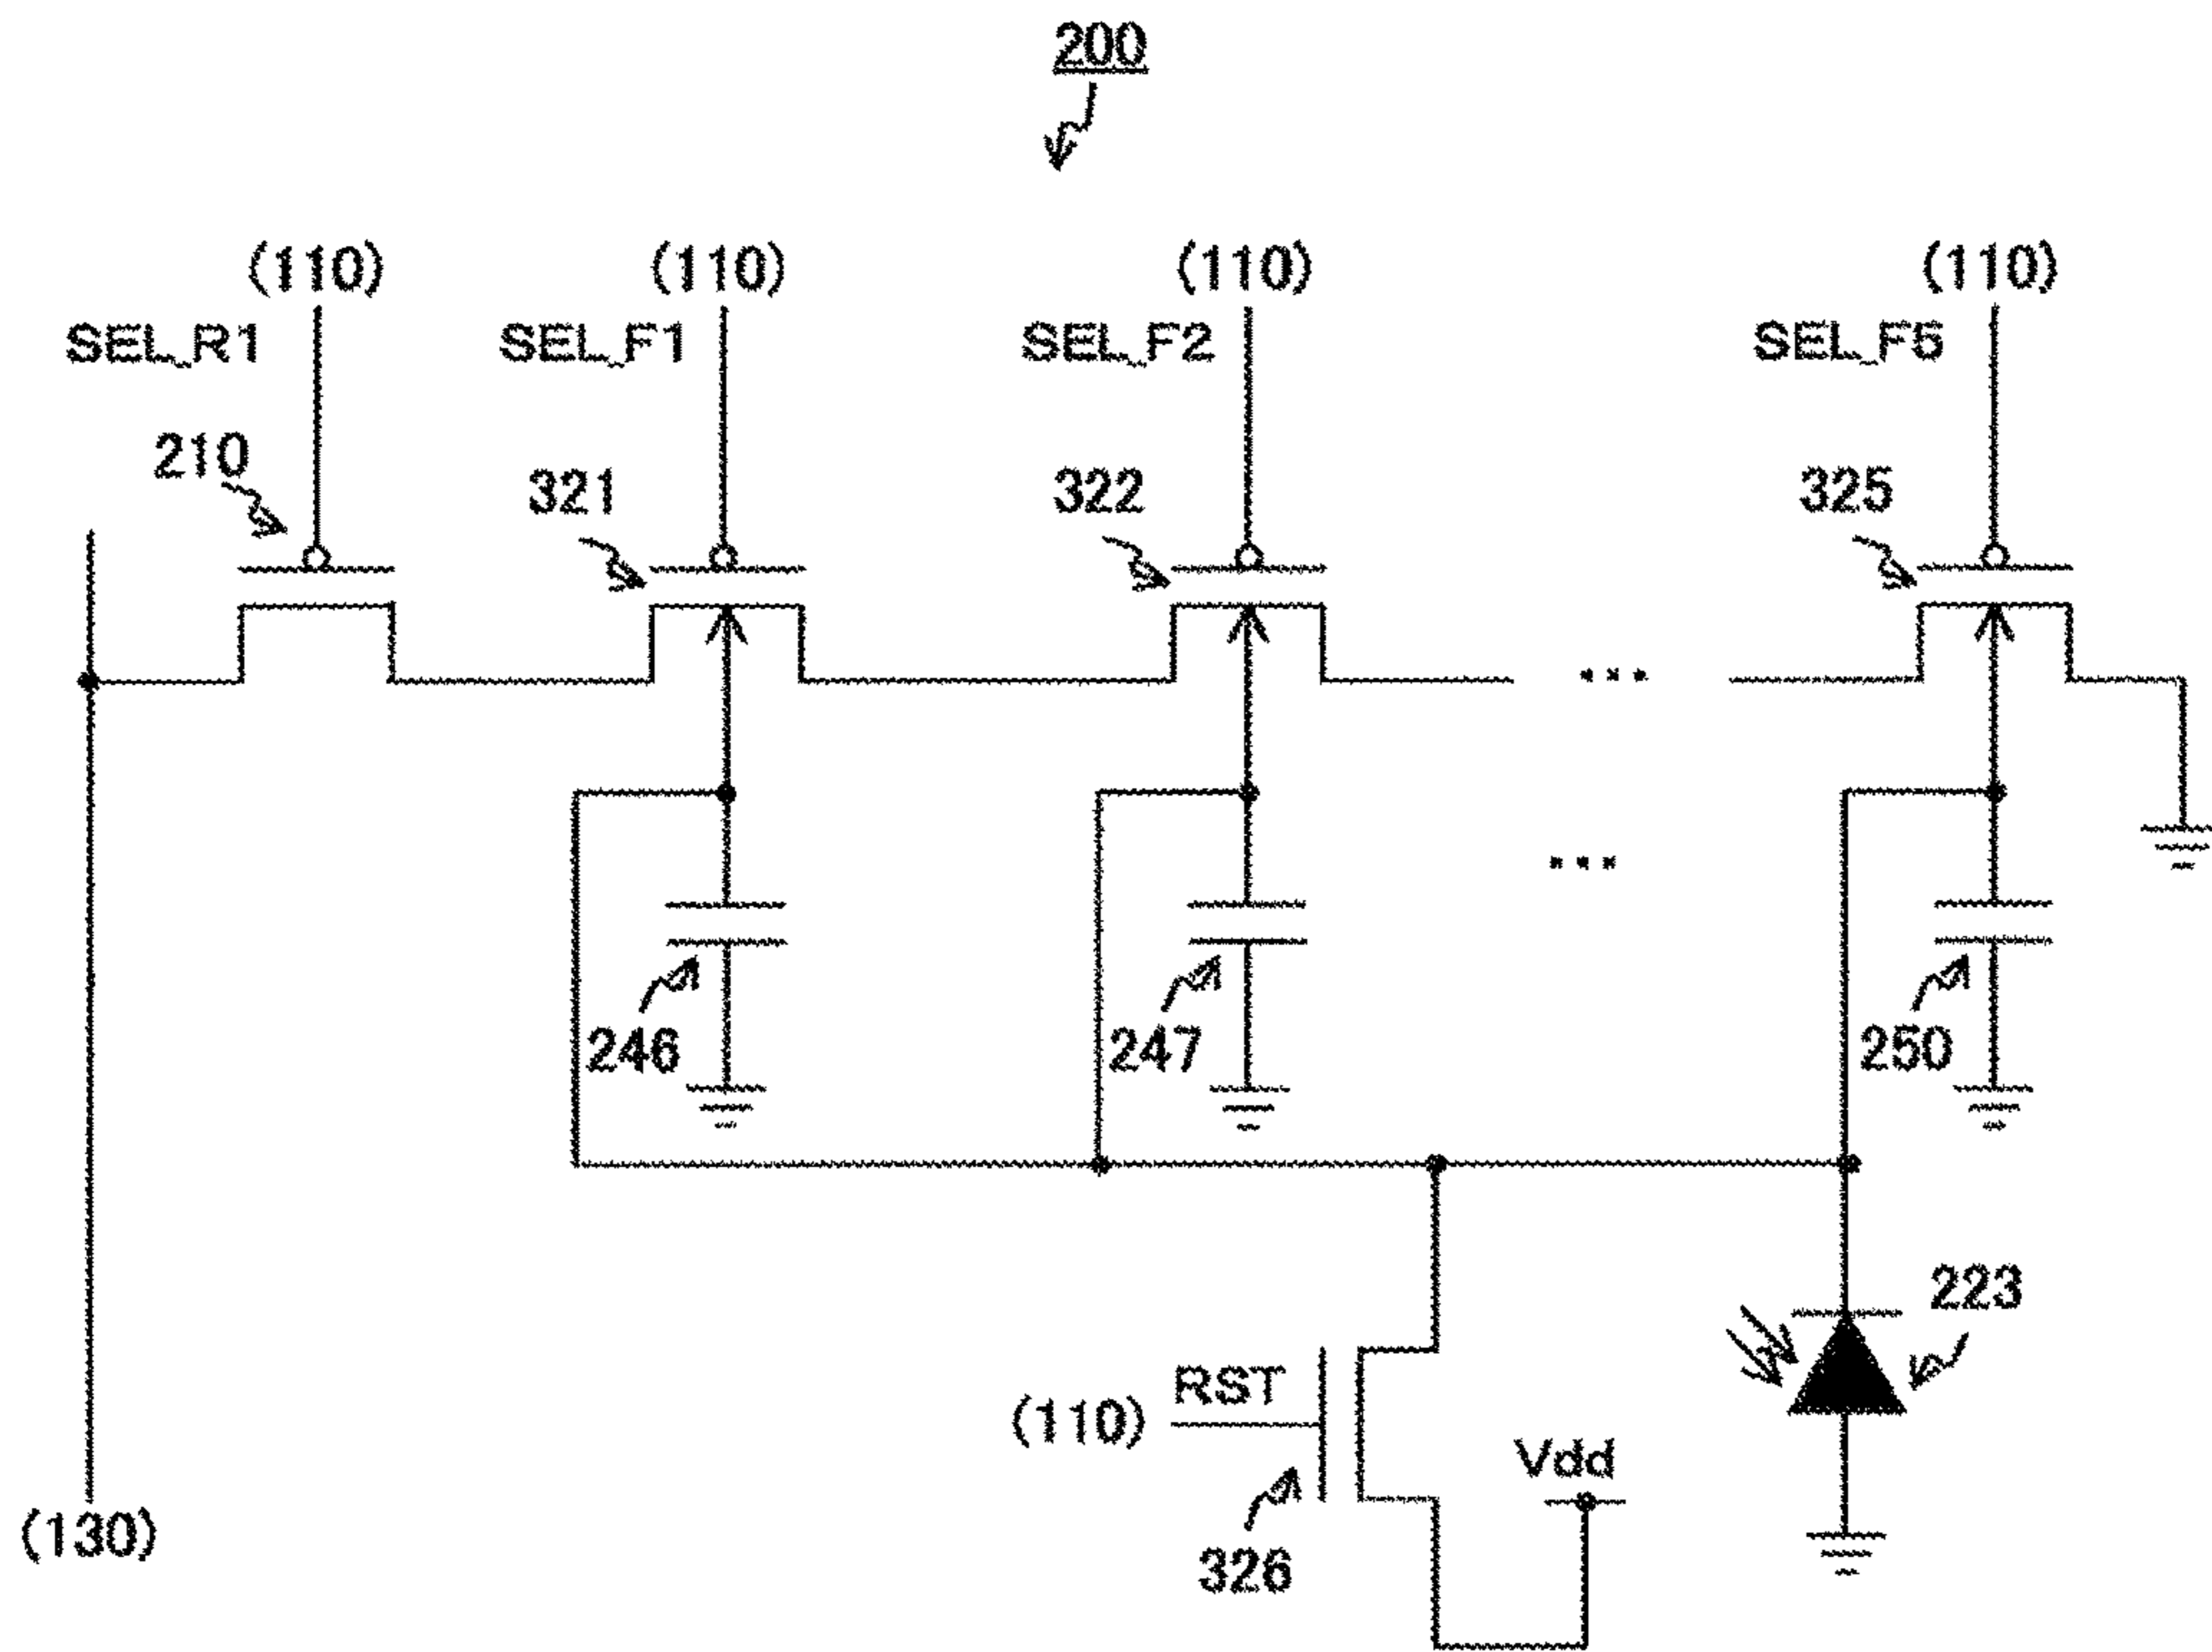 200
(110) (110) (110) (110)
SEL_R1 SEL_F1 SEL_F2 SEL_F5
210 321 322 325
... 
...
246 247 250
223
RST
(110)
Vdd
(130)
326